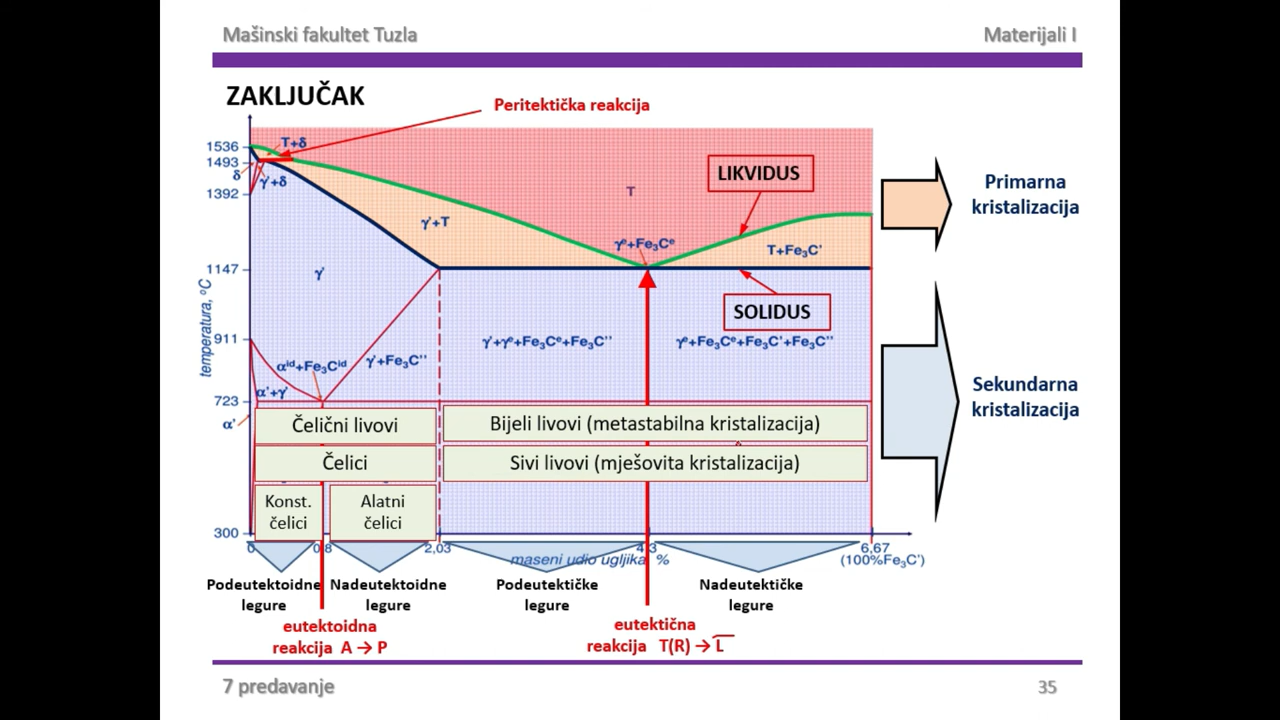 Mašinski fakultet Tuzla
Materijali I
ZAKLJUČAK
Peritektička reakcija
1536
1493
1392
1147
911
723
300
temperatura, ºC
T+δ
δ
γ'+δ
T
LIKVIDUS
γ'+T
γᵉ+Fe₃Cᵉ
T+Fe₃C'
γ'
SOLIDUS
γ'+γᵉ+Fe₃Cᵉ+Fe₃C''
γᵉ+Fe₃Cᵉ+Fe₃C'+Fe₃C''
αⁱᵈ+Fe₃Cⁱᵈ
γ'+Fe₃C''
α'+γ'
α'
Primarna
kristalizacija
Sekundarna
kristalizacija
Čelični livovi
Bijeli livovi (metastabilna kristalizacija)
Čelici
Sivi livovi (mješovita kristalizacija)
Konst.
čelici
Alatni
čelici
0
0,8
2,03
4,3
6,67
maseni udio ugljika, %
(100%Fe₃C')
Podeutektoidne
legure
Nadeutektoidne
legure
Podeutektičke
legure
Nadeutektičke
legure
eutektoidna
reakcija A → P
eutektična
reakcija T(R) → L̅
7 predavanje
35